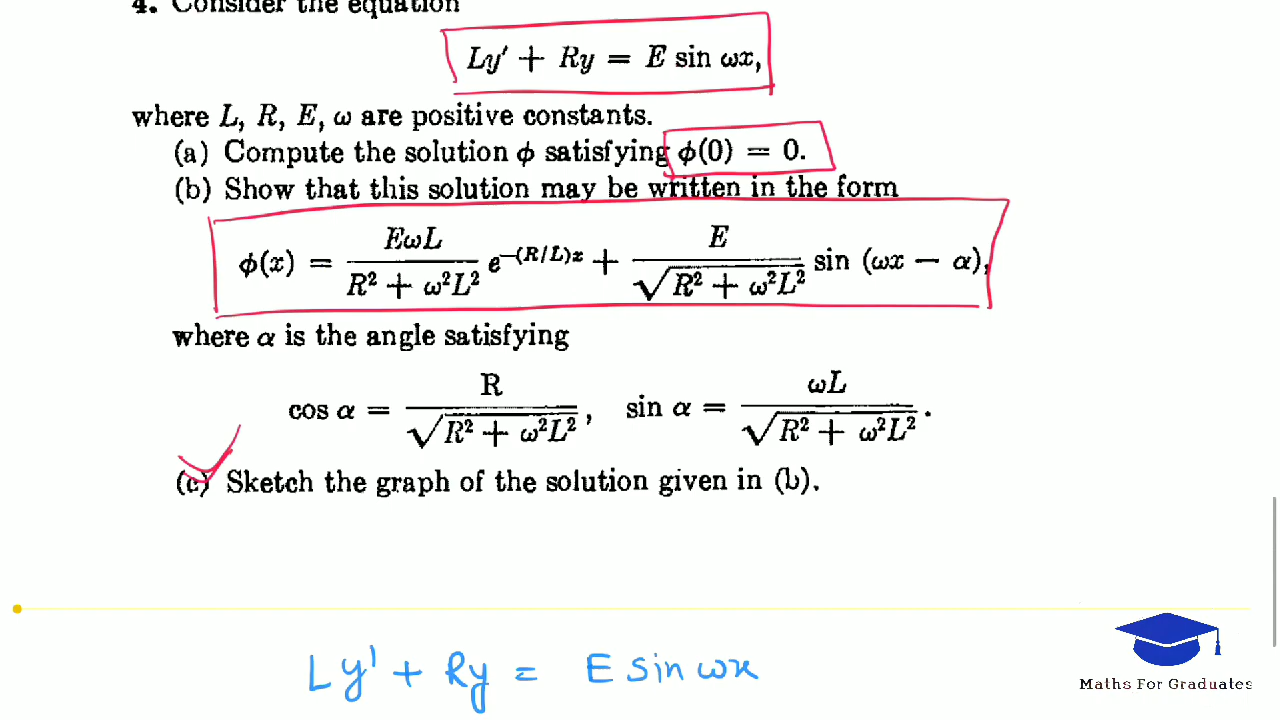 4. Consider the equation
Ly′ + Ry = E sin ωx,
where L, R, E, ω are positive constants.
(a) Compute the solution ϕ satisfying ϕ(0) = 0.
(b) Show that this solution may be written in the form
ϕ(x) = EωL / (R² + ω²L²) e^(−(R/L)x) + E / √(R² + ω²L²) sin (ωx − α),
where α is the angle satisfying
cos α = R / √(R² + ω²L²), sin α = ωL / √(R² + ω²L²).
(c) Sketch the graph of the solution given in (b).
Ly' + Ry = E sin ωx
Maths For Graduates